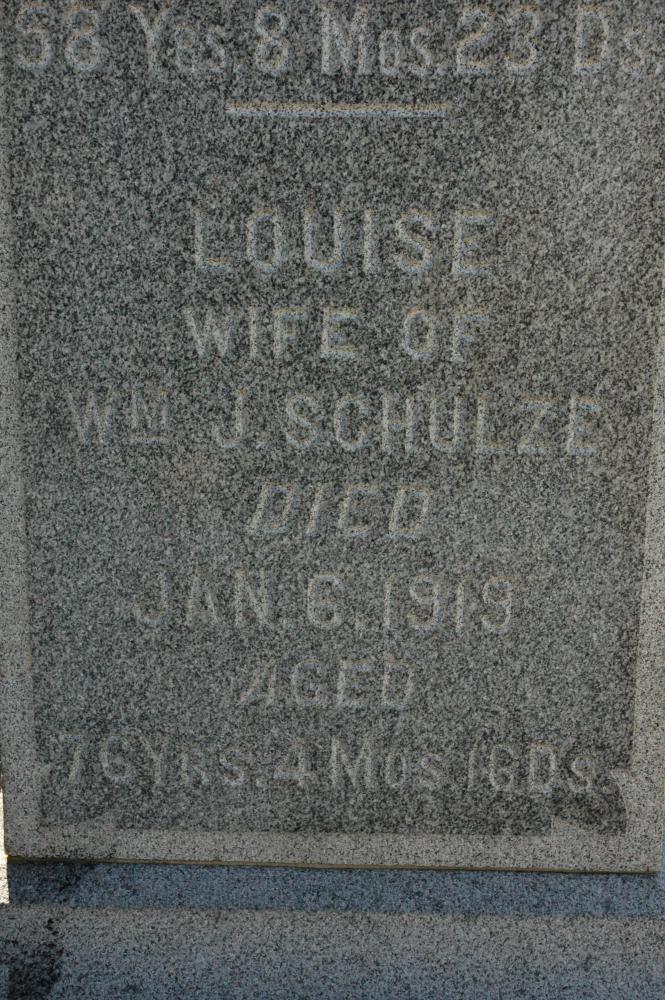 58 YRS. 8 MOS. 23 DS.
LOUISE
WIFE OF
WM J. SCHULZE
DIED
JAN. 6, 1919
AGED
76 YRS. 4 MOS. 16 DS.